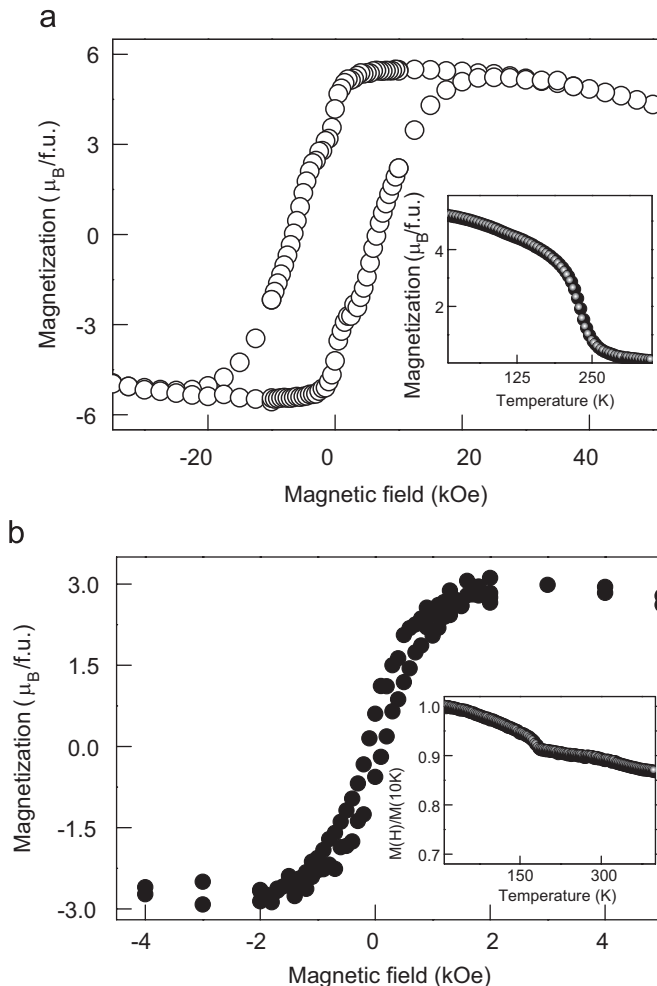 a
6
3
0
-3
-6
Magnetization (μB/f.u.)
-20 0 20 40
Magnetic field (kOe)
4
2
Magnetization (μB/f.u.)
125 250
Temperature (K)
b
3.0
1.5
0.0
-1.5
-3.0
Magnetization (μB/f.u.)
-4 -2 0 2 4
Magnetic field (kOe)
1.0
0.9
0.8
0.7
M(H)/M(10K)
150 300
Temperature (K)